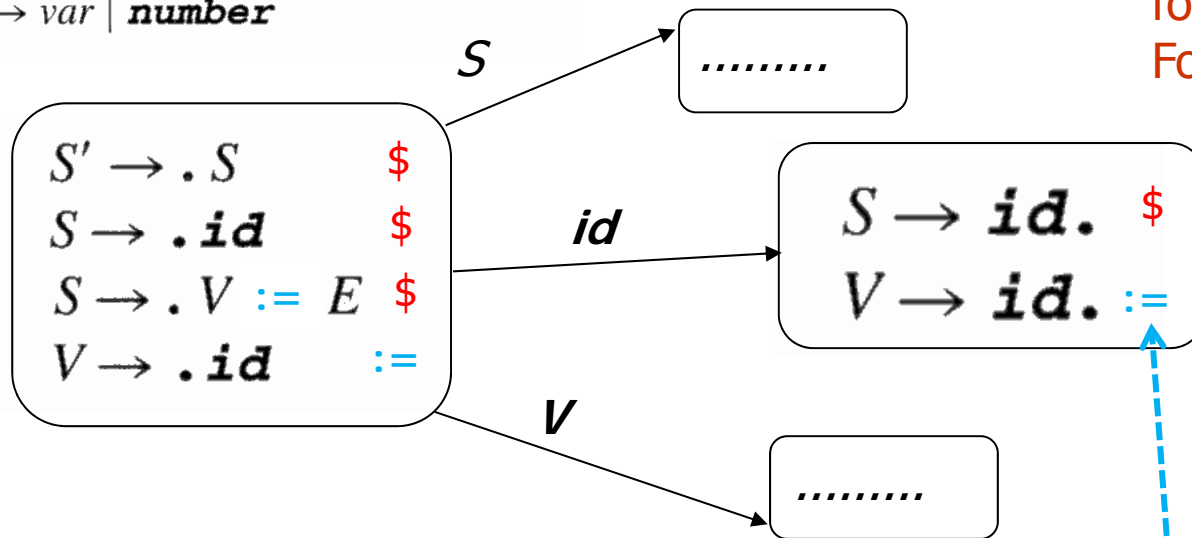 → var | number
S
.........
S' → . S $
S → .id $
S → . V := E $
V → .id :=
id
S → id. $
V → id. :=
V
.........